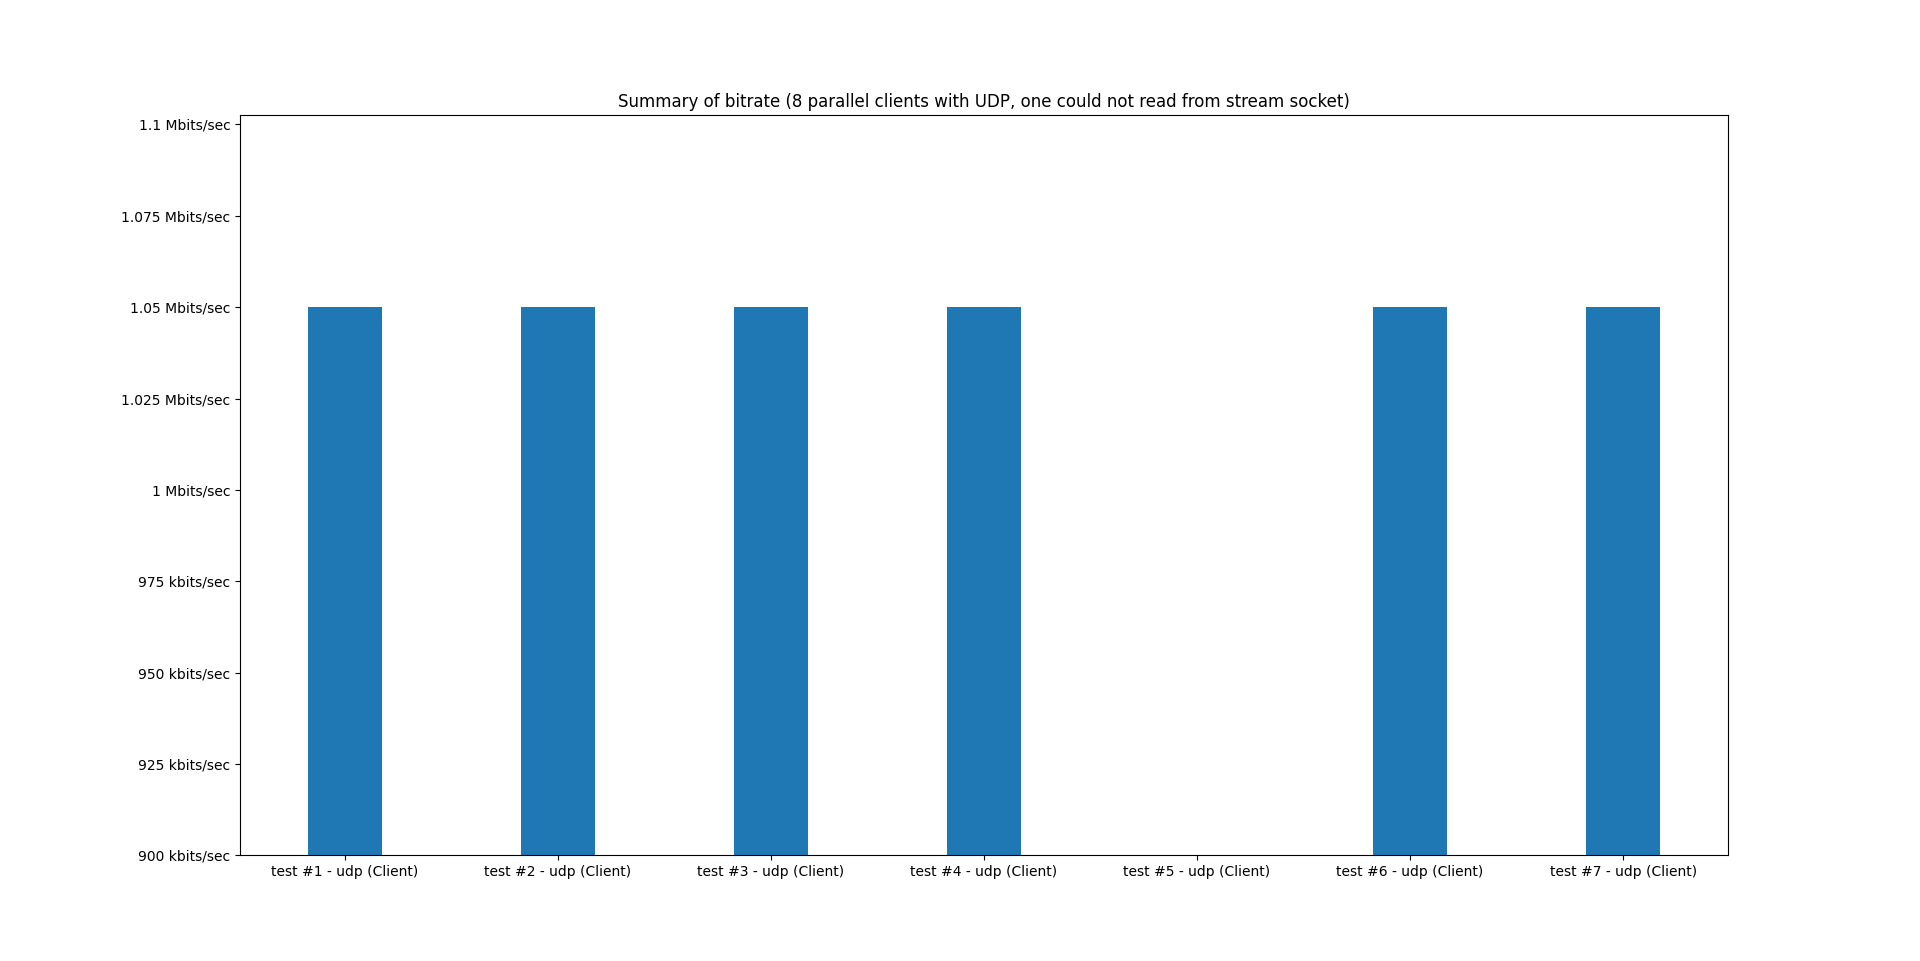 Summary of bitrate (8 parallel clients with UDP, one could not read from stream socket)
1.1 Mbits/sec
1.075 Mbits/sec
1.05 Mbits/sec
1.025 Mbits/sec
1 Mbits/sec
975 kbits/sec
950 kbits/sec
925 kbits/sec
900 kbits/sec
test #1 - udp (Client)
test #2 - udp (Client)
test #3 - udp (Client)
test #4 - udp (Client)
test #5 - udp (Client)
test #6 - udp (Client)
test #7 - udp (Client)